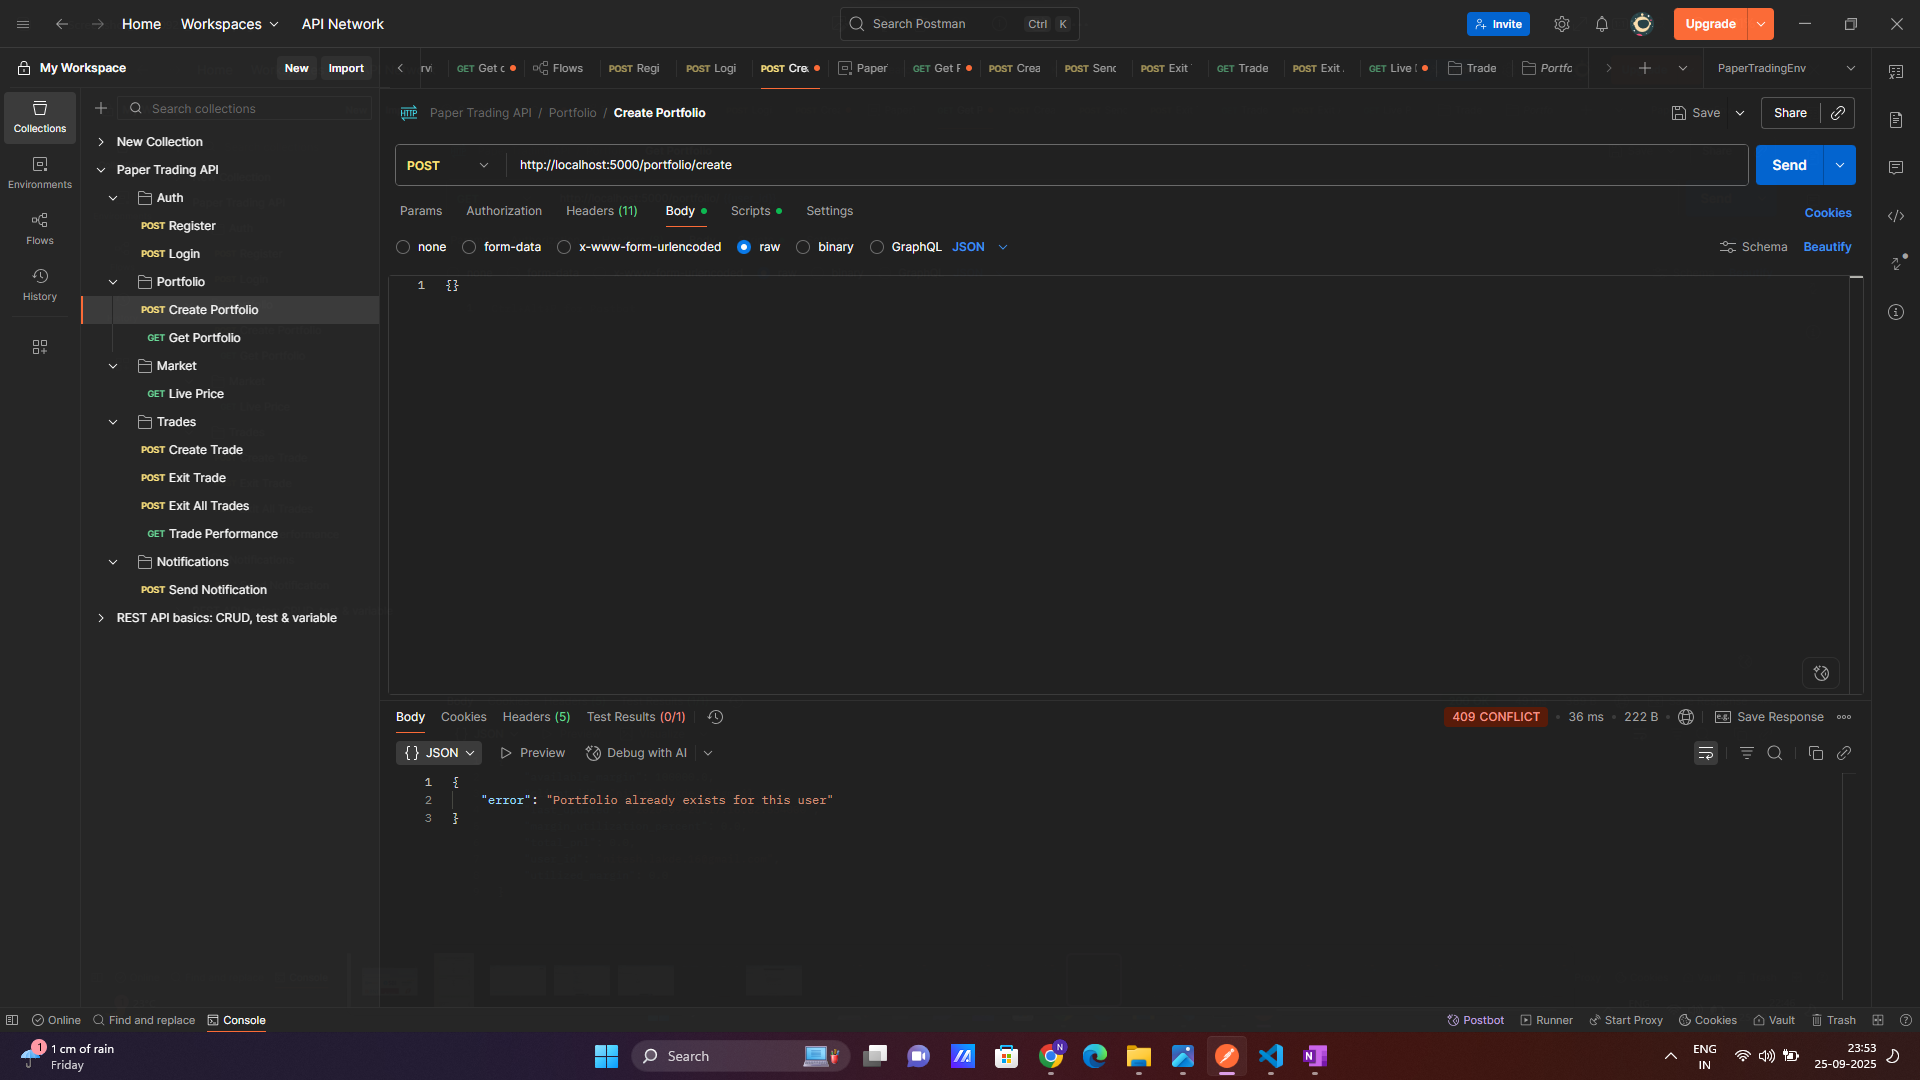 Home
Workspaces
API Network
Search Postman
Ctrl
K
Invite
Upgrade
My Workspace
New
Import
GET Get c
Flows
POST Regi
POST Logi
POST Cre
Paper
GET Get F
POST Crea
POST Senc
POST Exit
GET Trade
POST Exit
GET Live
Trade
Portfc
PaperTradingEnv
Collections
Environments
Flows
History
Search collections
New Collection
Paper Trading API
Auth
POST Register
POST Login
Portfolio
POST Create Portfolio
GET Get Portfolio
Market
GET Live Price
Trades
POST Create Trade
POST Exit Trade
POST Exit All Trades
GET Trade Performance
Notifications
POST Send Notification
REST API basics: CRUD, test & variable
HTTP
Paper Trading API / Portfolio / Create Portfolio
Save
Share
POST
http://localhost:5000/portfolio/create
Send
Params
Authorization
Headers (11)
Body
Scripts
Settings
Cookies
none
form-data
x-www-form-urlencoded
raw
binary
GraphQL
JSON
Schema
Beautify
1 {}
Body
Cookies
Headers (5)
Test Results (0/1)
409 CONFLICT
36 ms
222 B
Save Response
{} JSON
Preview
Debug with AI
1 {
2 "error": "Portfolio already exists for this user"
3 }
Online
Find and replace
Console
Postbot
Runner
Start Proxy
Cookies
Vault
Trash
1
1 cm of rain
Friday
Search
N
ENG
IN
23:53
25-09-2025